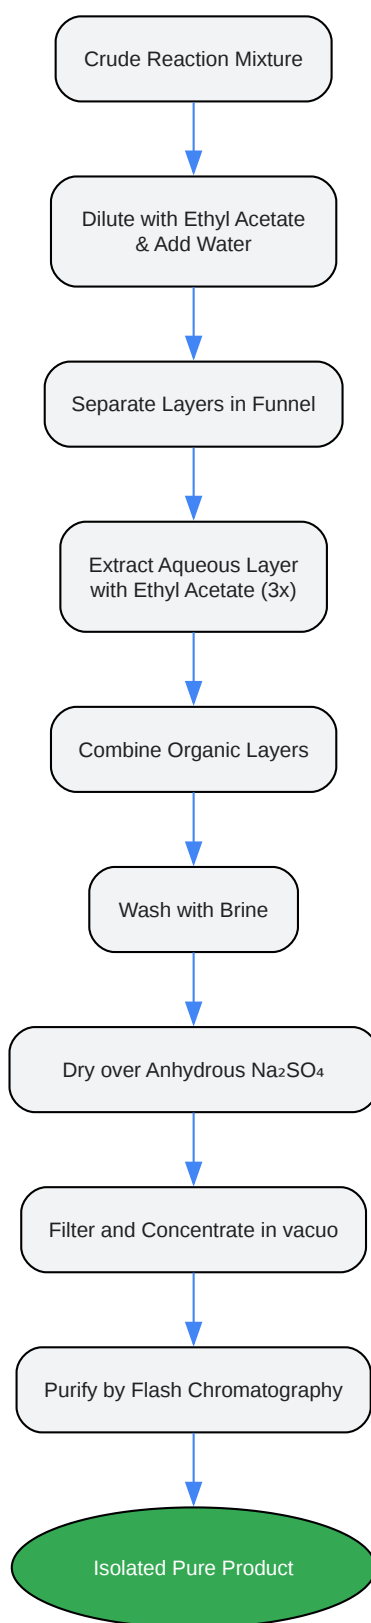 Crude Reaction Mixture
Dilute with Ethyl Acetate
& Add Water
Separate Layers in Funnel
Extract Aqueous Layer
with Ethyl Acetate (3x)
Combine Organic Layers
Wash with Brine
Dry over Anhydrous Na₂SO₄
Filter and Concentrate in vacuo
Purify by Flash Chromatography
Isolated Pure Product